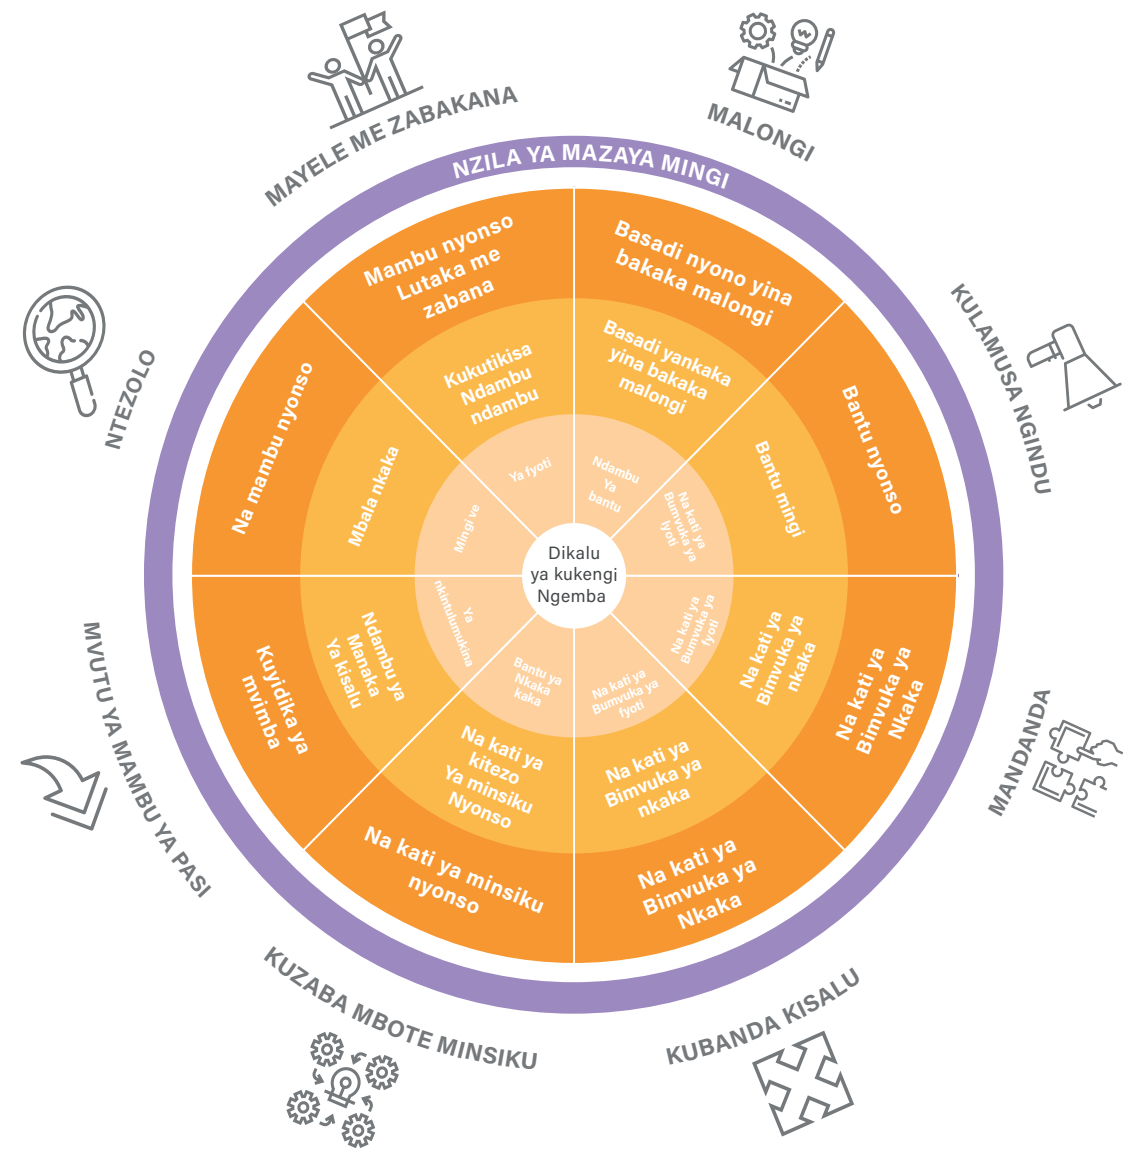 MAYELE ME ZABAKANA
MALONGI
NZILA YA MAZAYA MINGI
KULAMUSA NGINDU
MANDANDA
KUBANDA KISALU
KUZABA MBOTE MINSIKU
MVUTU YA MAMBU YA PASI
NTEZOLO
Mambu nyonso
Lutaka me
zabana
Kukutikisa
Ndambu
ndambu
Ya fyoti
Basadi nyono yina
bakaka malongi
Basadi yankaka
yina bakaka
malongi
Ndambu
Ya
bantu
Bantu nyonso
Bantu mingi
Na kati ya
Bumvuka ya
Iyoti
Na kati ya
Bimvuka ya
Nkaka
Na kati ya
Bimvuka ya
nkaka
Na kati ya
Bumvuka ya
fyoti
Na kati ya
Bimvuka ya
Nkaka
Na kati ya
Bimvuka ya
nkaka
Na kati ya
Bumvuka ya
fyoti
Na kati ya minsiku
nyonso
Na kati ya
kitezo
Ya minsiku
Nyonso
Bantu ya
Nkaka
kaka
Kuyidika ya
mvimba
Ndambu ya
Manaka
Ya kisalu
Ya
nkintulumukina
Na mambu nyonso
Mbala nkaka
Mingi ve
Dikalu
ya kukengi
Ngemba